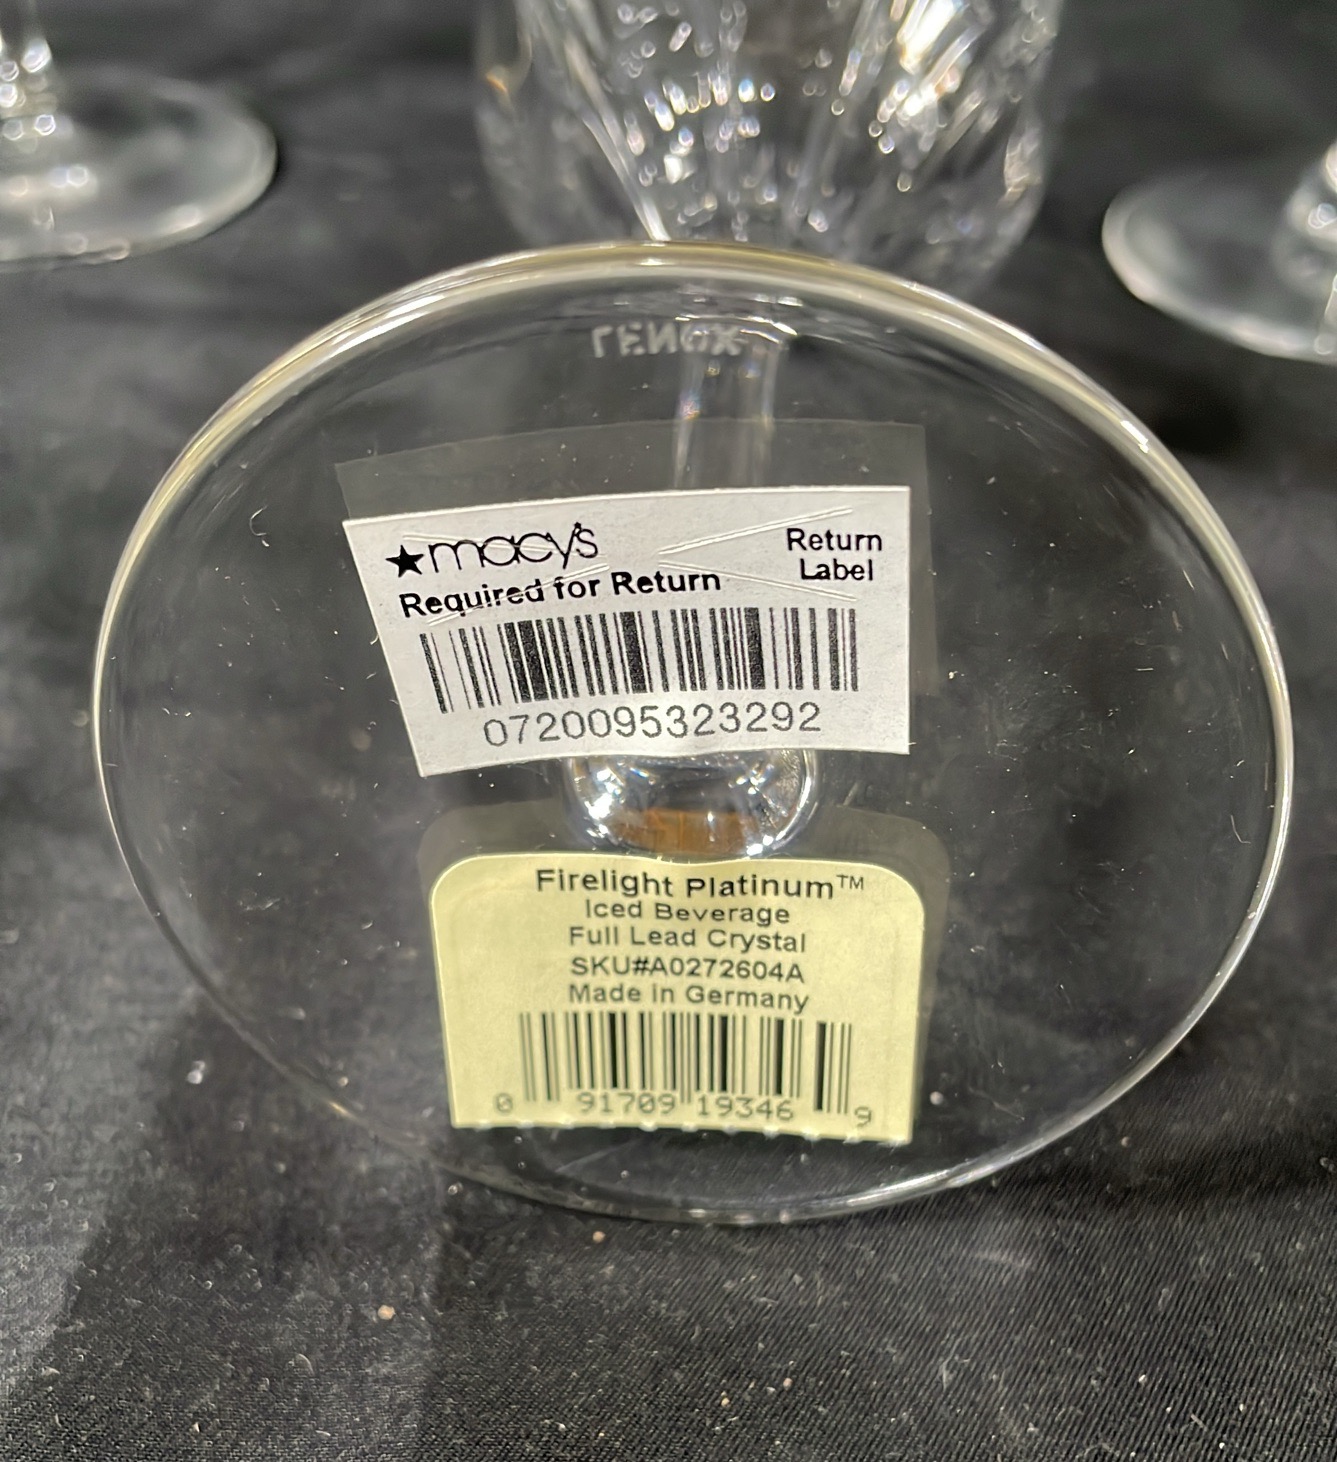 LENOX
macy's
Return
Label
Required for Return
0720095323292
Firelight Platinum™
Iced Beverage
Full Lead Crystal
SKU#A0272604A
Made in Germany
0 91709 19346 9